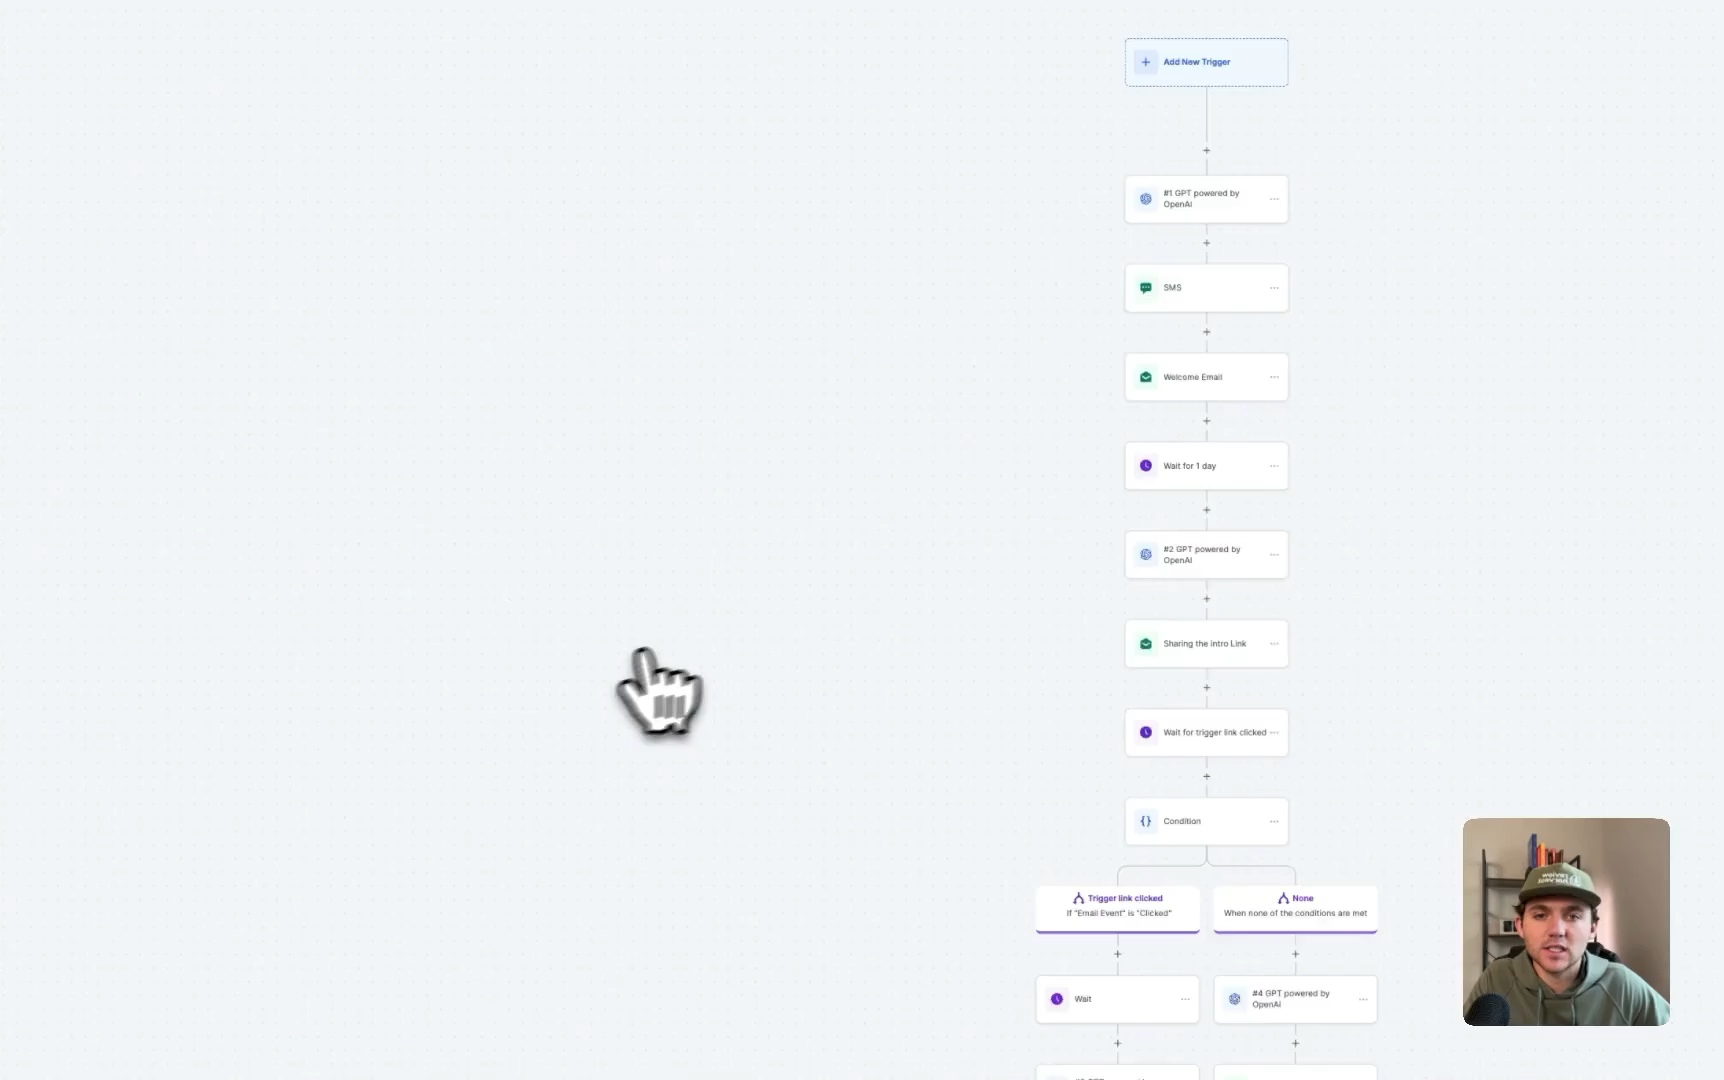 Add New Trigger
#1 GPT powered by
OpenAI
SMS
Welcome Email
Wait for 1 day
#2 GPT powered by
OpenAI
Sharing the intro Link
Wait for trigger link clicked
Condition
Trigger link clicked
If "Email Event" is "Clicked"
None
When none of the conditions are met
Wait
#4 GPT powered by
OpenAI